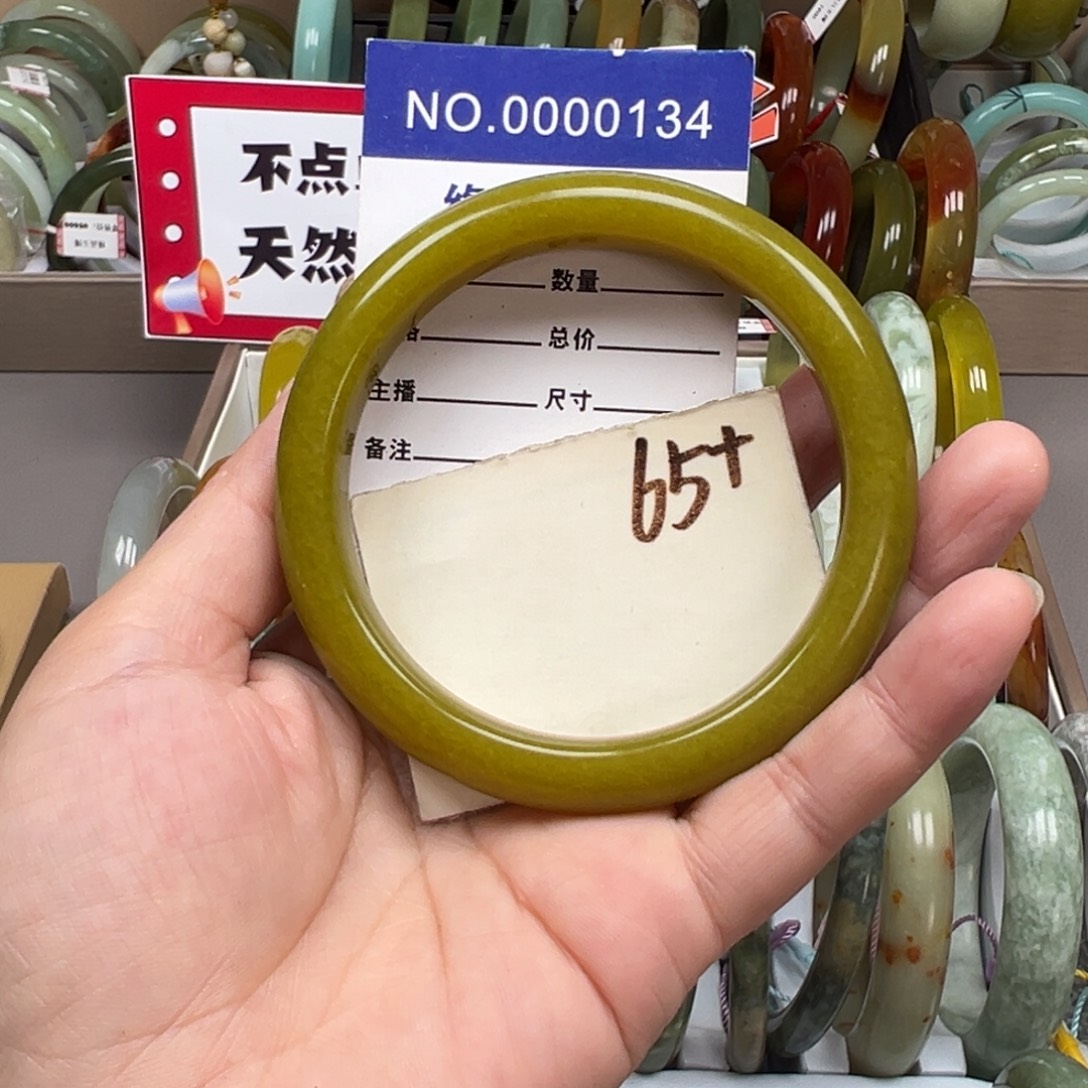 NO.0000134
不点
天然
数量
总价
主播 尺寸
备注
65+